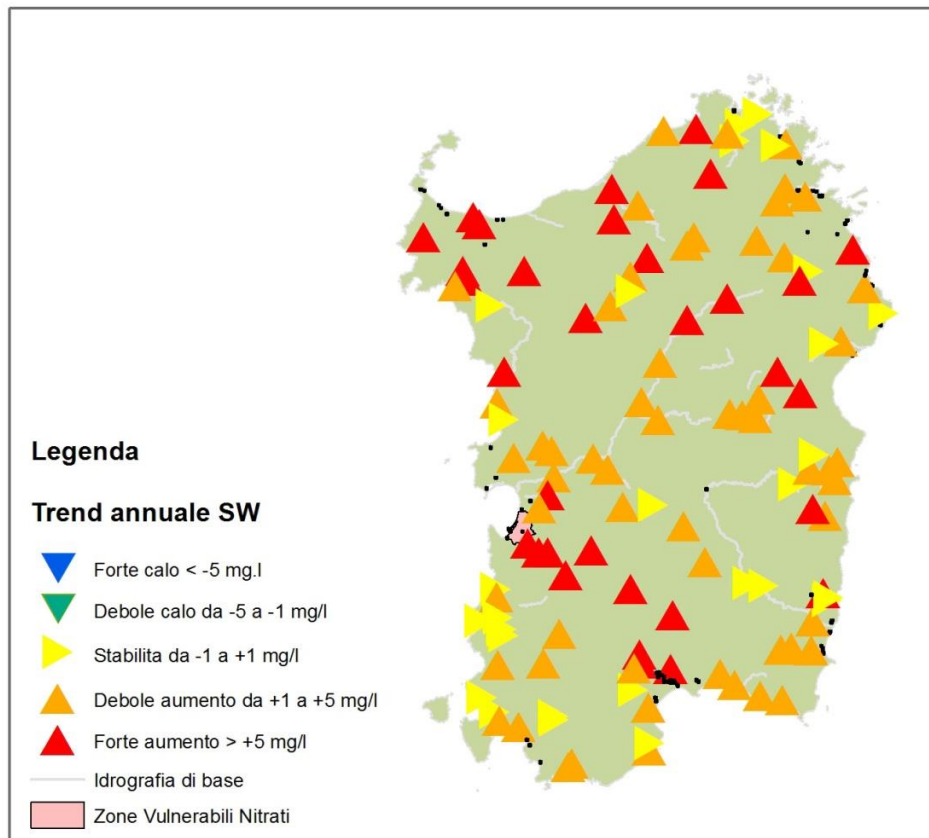 Legenda
Trend annuale SW
Forte calo < -5 mg.l
Debole calo da -5 a -1 mg/l
Stabilita da -1 a +1 mg/l
Debole aumento da +1 a +5 mg/l
Forte aumento > +5 mg/l
Idrografia di base
Zone Vulnerabili Nitrati